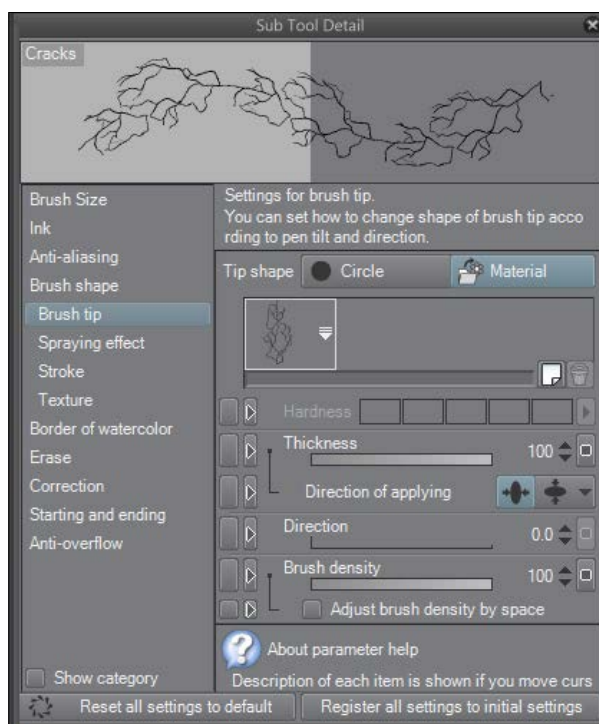 Sub Tool Detail
Cracks
Brush Size
Ink
Anti-aliasing
Brush shape
Brush tip
Spraying effect
Stroke
Texture
Border of watercolor
Erase
Correction
Starting and ending
Anti-overflow
Show category
Settings for brush tip.
You can set how to change shape of brush tip acco
rding to pen tilt and direction.
Tip shape Circle Material
Hardness
Thickness 100
Direction of applying
Direction 0.0
Brush density 100
Adjust brush density by space
About parameter help
Description of each item is shown if you move curs
Reset all settings to default Register all settings to initial settings